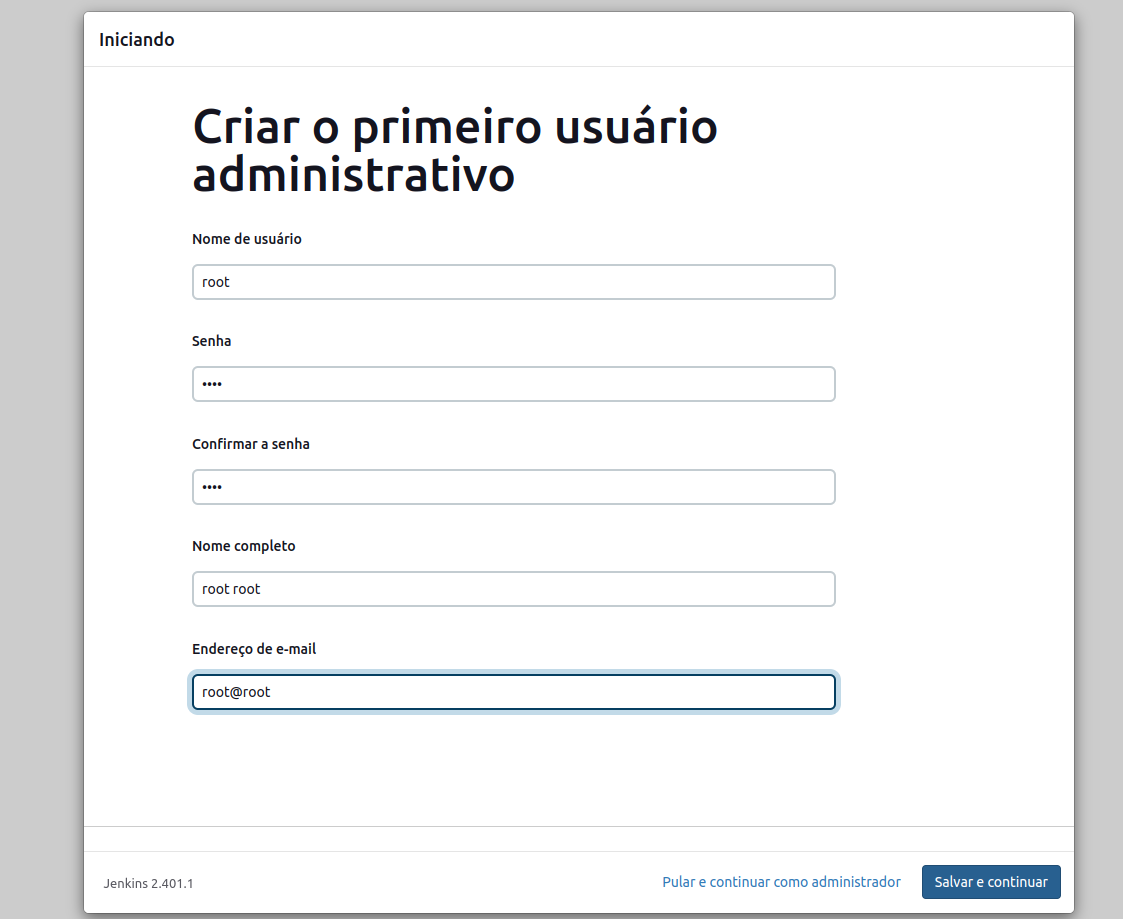 Iniciando
Criar o primeiro usuário
administrativo
Nome de usuário
root
Senha
••••
Confirmar a senha
••••
Nome completo
root root
Endereço de e-mail
root@root
Jenkins 2.401.1
Pular e continuar como administrador
Salvar e continuar